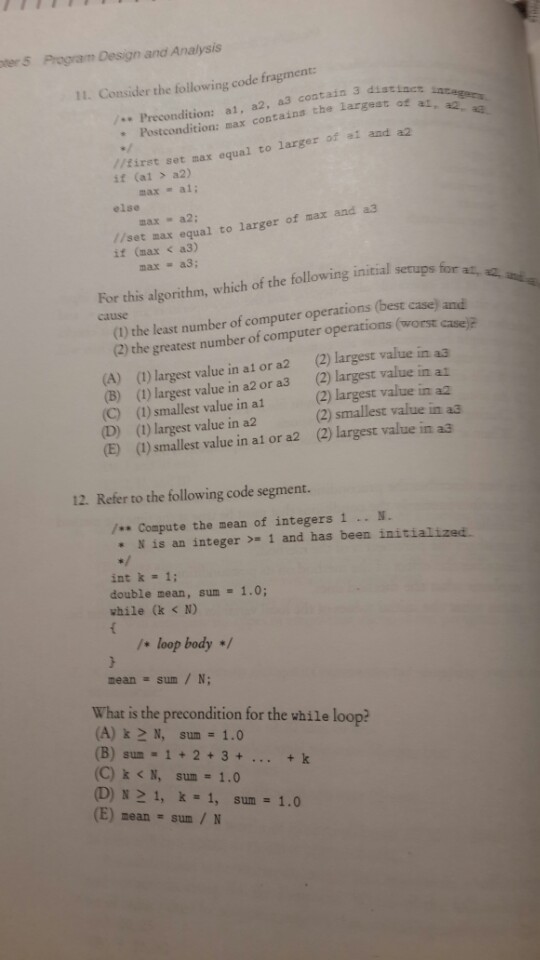 ter 5 Program Design and Analysis
11. Consider the following code fragment:
/** Precondition: a1, a2, a3 contain 3 distinct integers.
* Postcondition: max contains the largest of a1, a2, a3.
*/
//first set max equal to larger of a1 and a2
if (a1 > a2)
max = a1;
else
max = a2;
//set max equal to larger of max and a3
if (max < a3)
max = a3;
For this algorithm, which of the following initial setups for a1, a2, and
cause
(1) the least number of computer operations (best case) and
(2) the greatest number of computer operations (worst case)?
(A) (1) largest value in a1 or a2 (2) largest value in a3
(B) (1) largest value in a2 or a3 (2) largest value in a1
(C) (1) smallest value in a1 (2) largest value in a2
(D) (1) largest value in a2 (2) smallest value in a3
(E) (1) smallest value in a1 or a2 (2) largest value in a3
12. Refer to the following code segment.
/** Compute the mean of integers 1 .. N.
* N is an integer >= 1 and has been initialized.
*/
int k = 1;
double mean, sum = 1.0;
while (k < N)
{
/* loop body */
}
mean = sum / N;
What is the precondition for the while loop?
(A) k ≥ N, sum = 1.0
(B) sum = 1 + 2 + 3 + ... + k
(C) k < N, sum = 1.0
(D) N ≥ 1, k = 1, sum = 1.0
(E) mean = sum / N